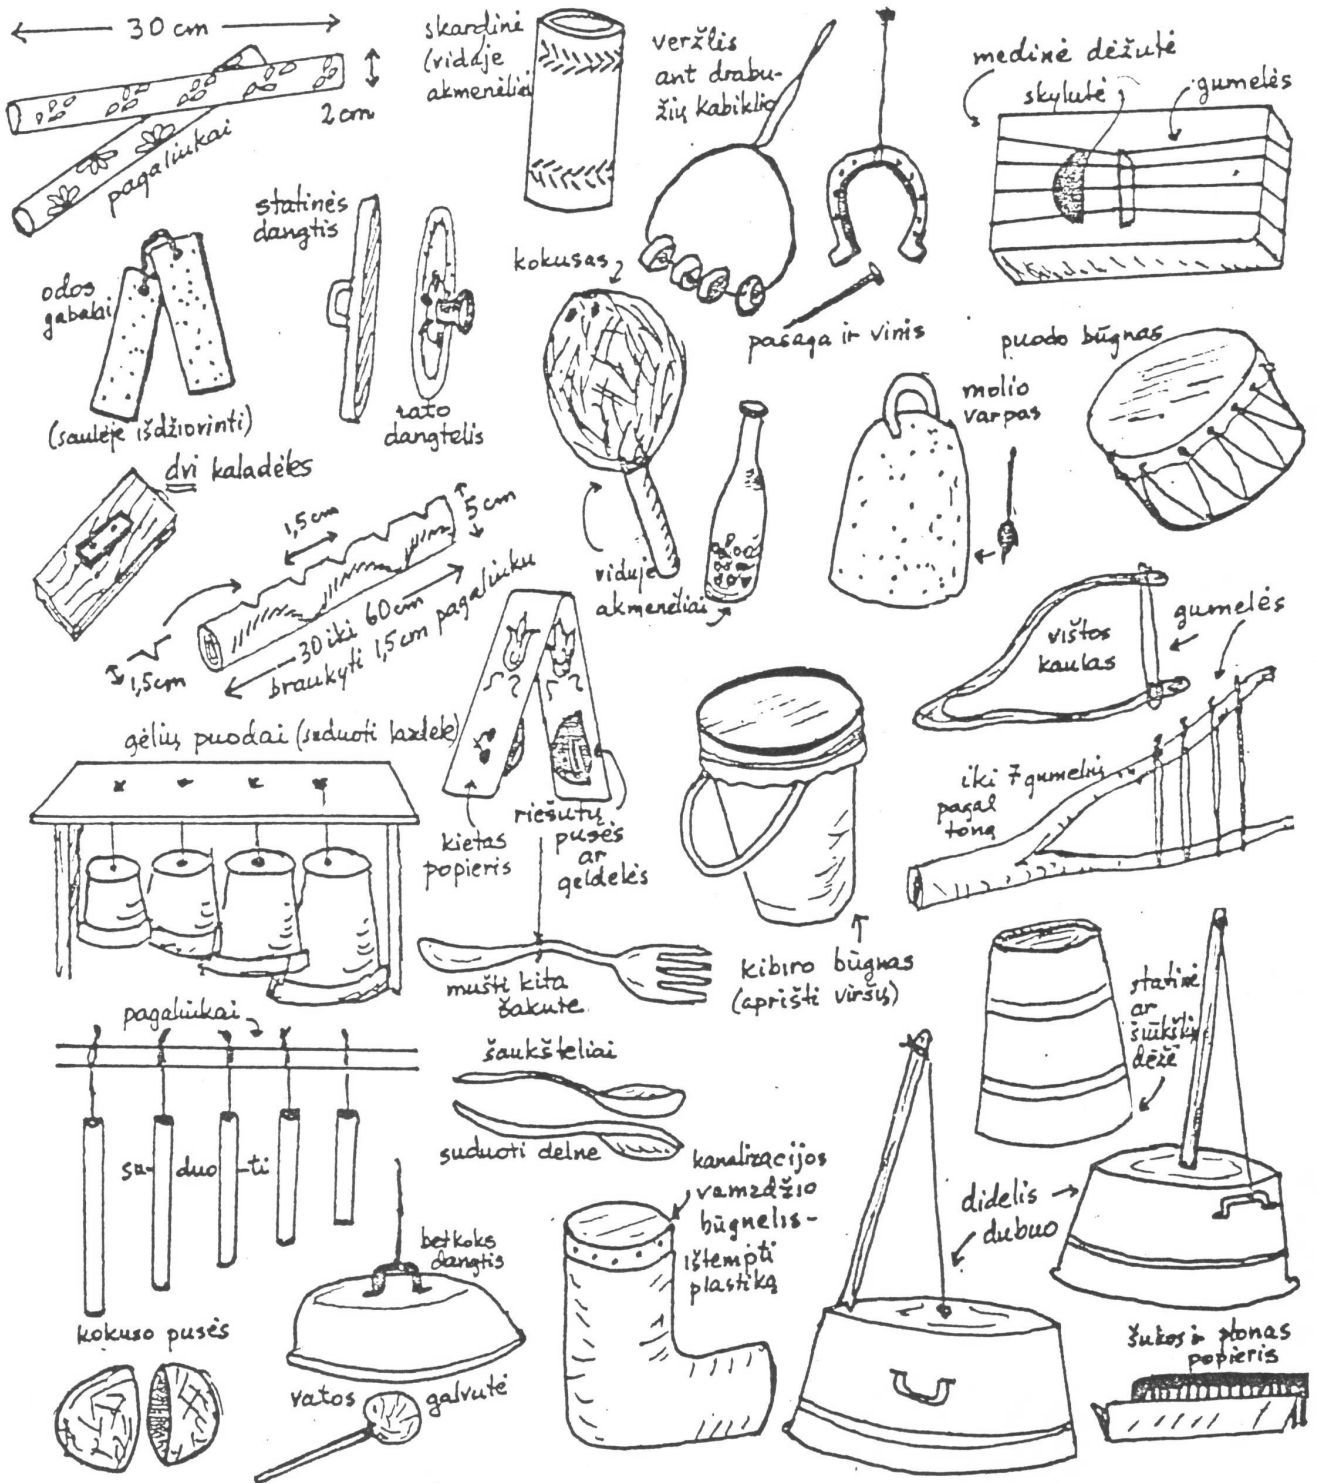 30 cm
2 cm
pagaliukai
skardinė
(viduje
akmenėliai
veržlis
ant drabu-
žių kabiklio
medinė dėžutė
skylutė
gumelės
statinės
dangtis
odos
gabalai
(saulėje išdžiovinti)
rato
dangtelis
kokusas
pasaga ir vinis
puodo būgnas
molio
varpas
dvi kaladėlės
1,5 cm
5 cm
30 iki 60 cm
braukyti 1,5 cm pagaliuku
1,5 cm
viduje
akmenėliai
vištos
kaulas
gumelės
gėlių puodai (suduoti lazdele)
kietas
popieris
riešutų
pusės
ar
geldelės
iki 7 gumelių
pagal
toną
kibiro būgnas
(aprišti viršų)
mušti kita
šakute
pagaliukai
su-duo-ti
šaukšteliai
suduoti delne
statinė
ar
šiūkšlių
dėžė
kanalizacijos
vamzdžio
būgnelis-
ištempti
plastiką
didelis
dubuo
betkoks
dangtis
kokuso pusės
vatos galvutė
šukos ir plonas
popieris